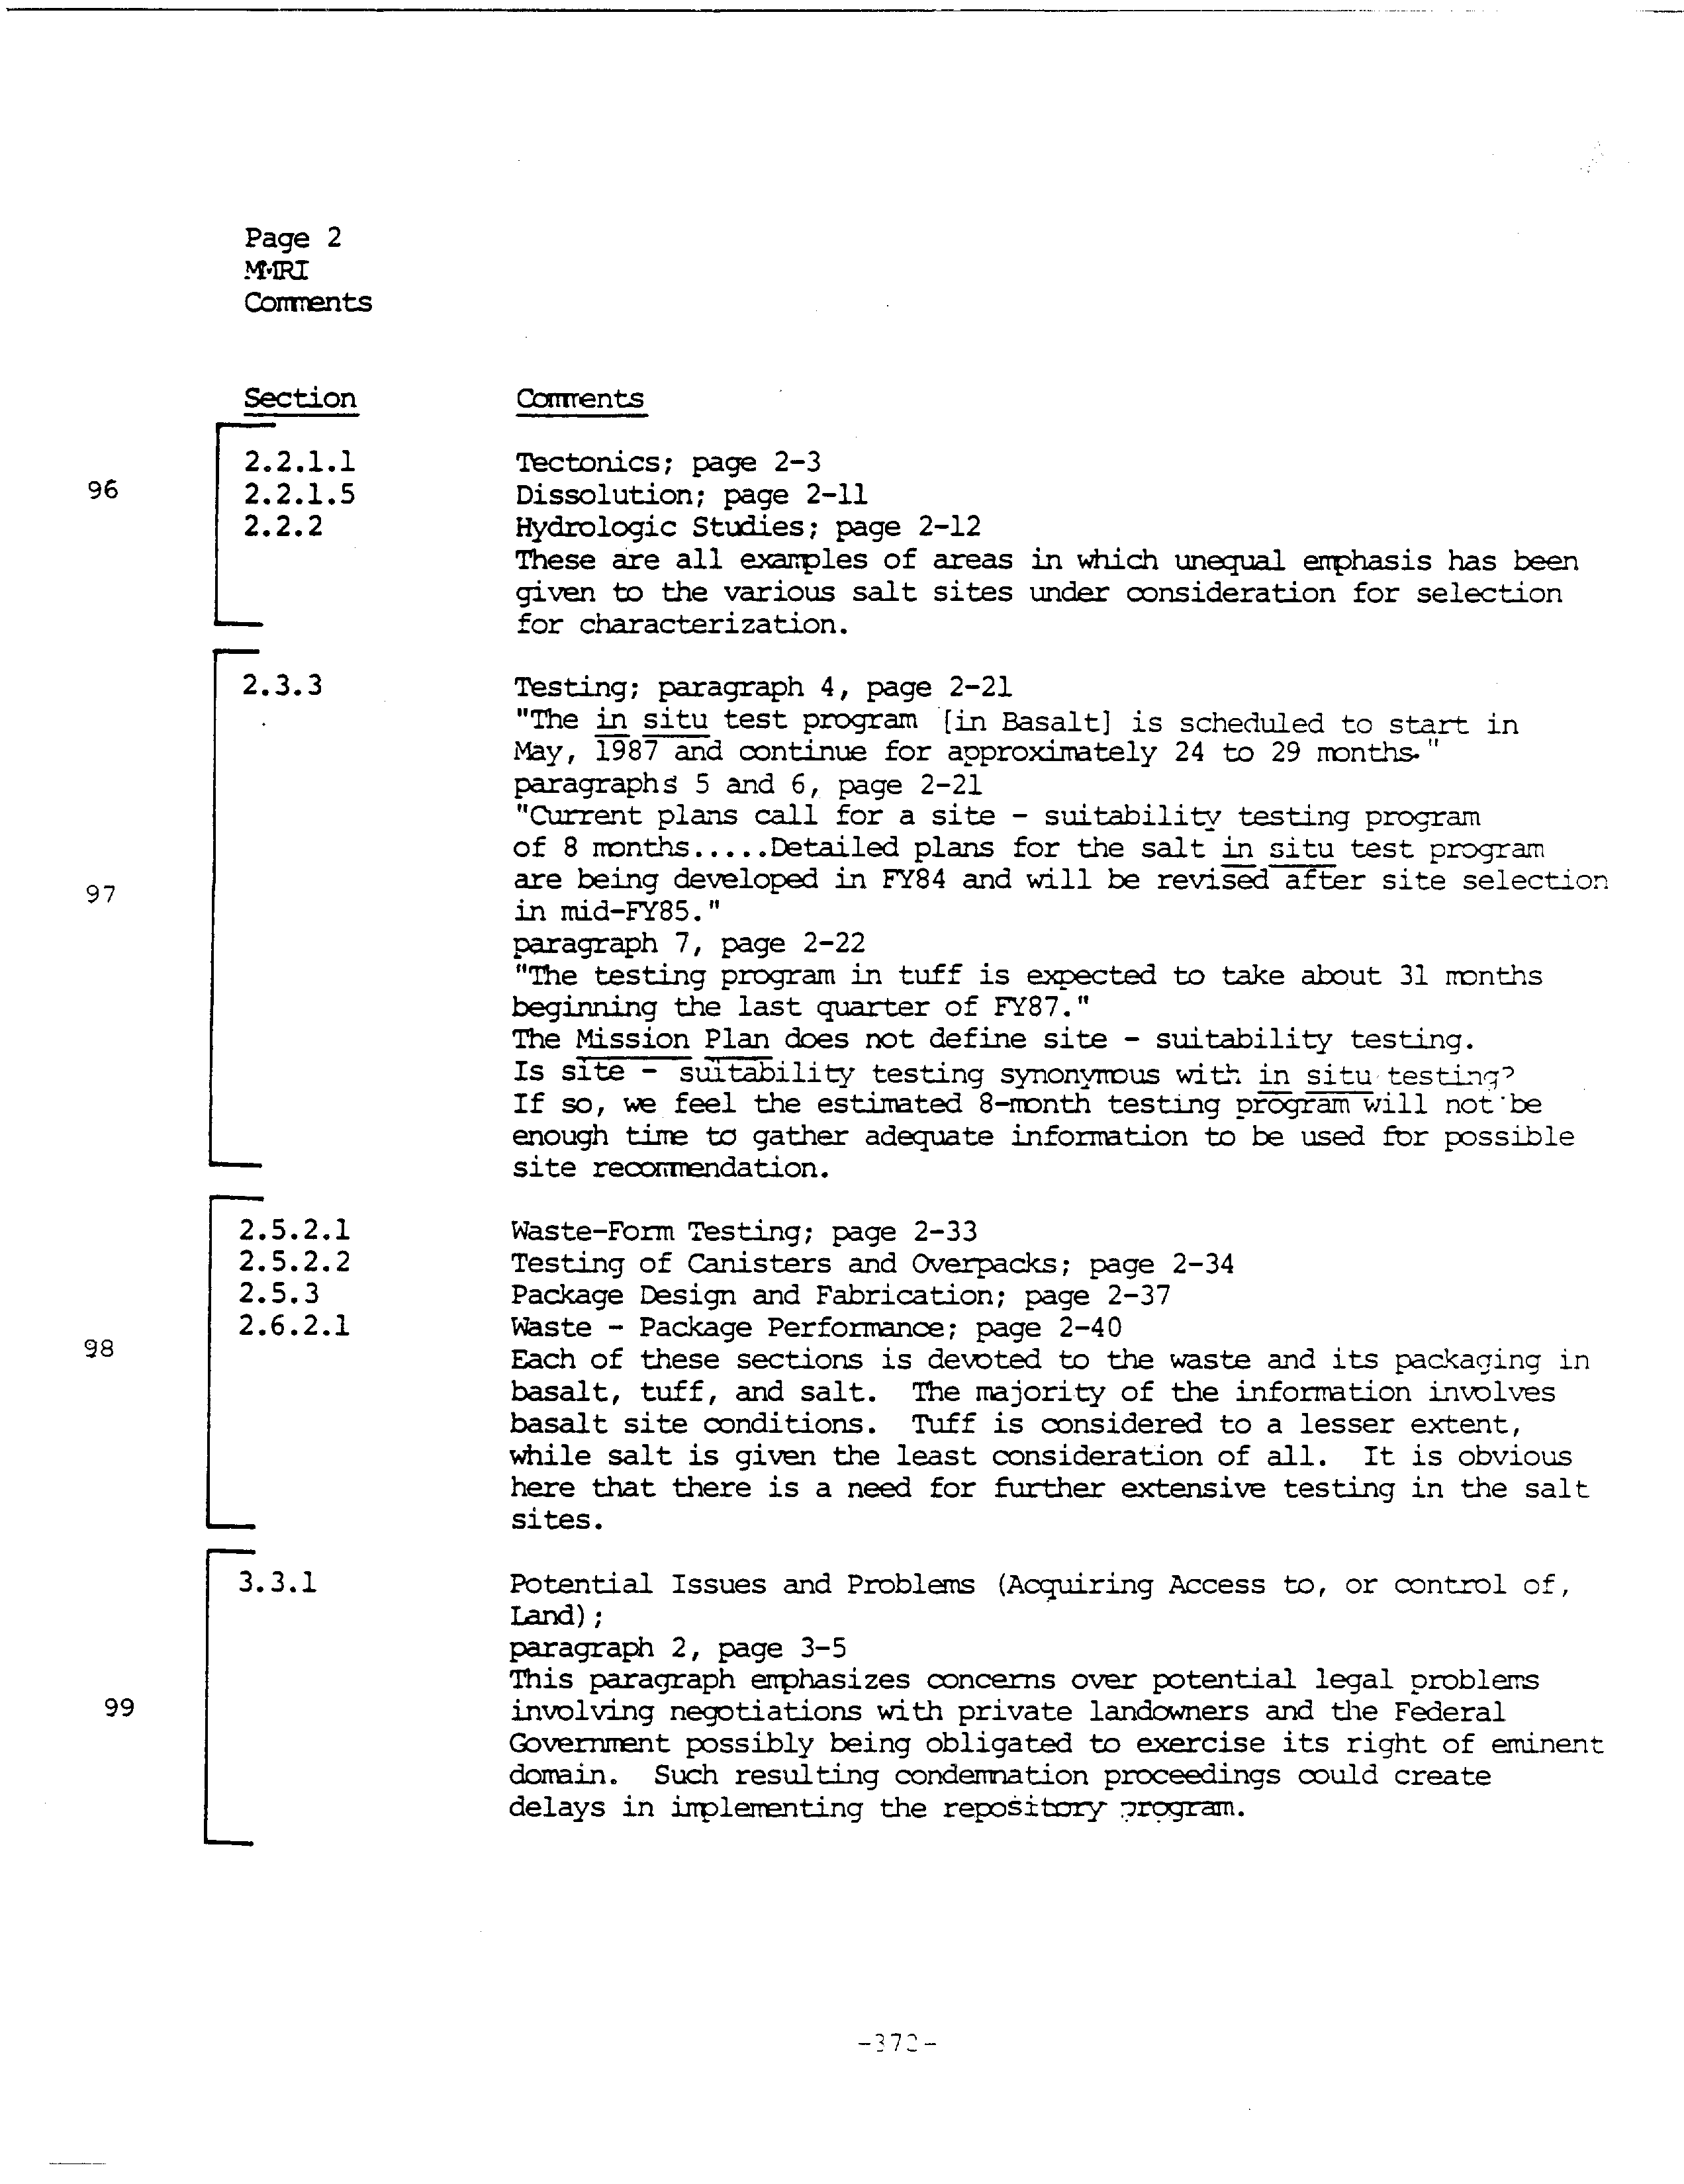 Page 2
MMRI
Comments
Section Comments
96
2.2.1.1 Tectonics; page 2-3
2.2.1.5 Dissolution; page 2-11
2.2.2 Hydrologic Studies; page 2-12
These are all examples of areas in which unequal emphasis has been
given to the various salt sites under consideration for selection
for characterization.
97
2.3.3 Testing; paragraph 4, page 2-21
"The in situ test program [in Basalt] is scheduled to start in
May, 1987 and continue for approximately 24 to 29 months."
paragraphs 5 and 6, page 2-21
"Current plans call for a site - suitability testing program
of 8 months.....Detailed plans for the salt in situ test program
are being developed in FY84 and will be revised after site selection
in mid-FY85."
paragraph 7, page 2-22
"The testing program in tuff is expected to take about 31 months
beginning the last quarter of FY87."
The Mission Plan does not define site - suitability testing.
Is site - suitability testing synonymous with in situ testing?
If so, we feel the estimated 8-month testing program will not be
enough time to gather adequate information to be used for possible
site recommendation.
98
2.5.2.1 Waste-Form Testing; page 2-33
2.5.2.2 Testing of Canisters and Overpacks; page 2-34
2.5.3 Package Design and Fabrication; page 2-37
2.6.2.1 Waste - Package Performance; page 2-40
Each of these sections is devoted to the waste and its packaging in
basalt, tuff, and salt. The majority of the information involves
basalt site conditions. Tuff is considered to a lesser extent,
while salt is given the least consideration of all. It is obvious
here that there is a need for further extensive testing in the salt
sites.
99
3.3.1 Potential Issues and Problems (Acquiring Access to, or control of,
Land);
paragraph 2, page 3-5
This paragraph emphasizes concerns over potential legal problems
involving negotiations with private landowners and the Federal
Government possibly being obligated to exercise its right of eminent
domain. Such resulting condemnation proceedings could create
delays in implementing the repository program.
-372-